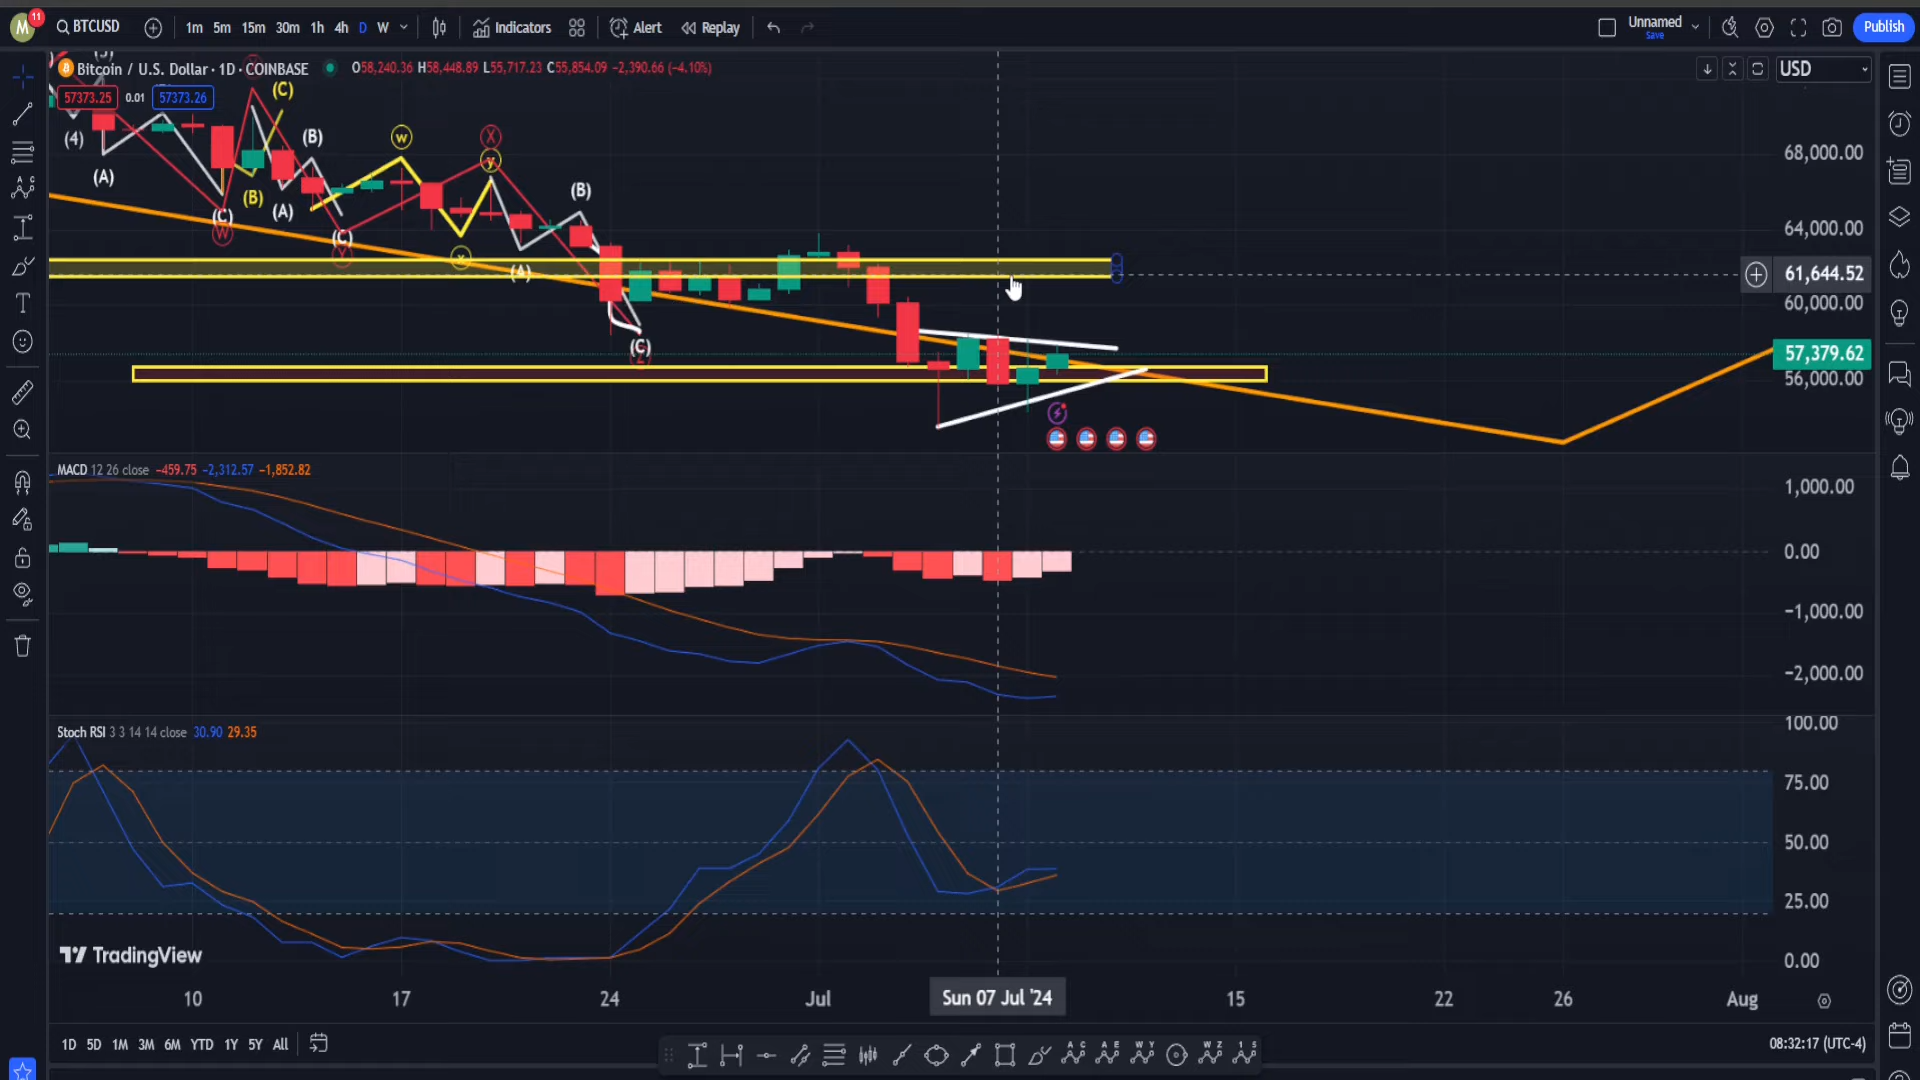 M 11 BTCUSD 1m 5m 15m 30m 1h 4h D W Indicators Alert Replay Unnamed Save Publish
Bitcoin / U.S. Dollar · 1D · COINBASE O58,240.36 H58,448.89 L55,717.23 C55,854.09 −2,390.66 (−4.10%) USD
57373.25 0.01 57373.26
(C)
(4) (B) w X
y
68,000.00
(A) (B) (A) (B)
(C) W (C) Y x (A)
64,000.00
61,644.52
60,000.00
(C)
Z
57,379.62
56,000.00
MACD 12 26 close −459.75 −2,312.57 −1,852.82
1,000.00
0.00
−1,000.00
−2,000.00
Stoch RSI 3 3 14 14 close 30.90 29.35
100.00
75.00
50.00
25.00
0.00
TradingView
10 17 24 Jul Sun 07 Jul '24 15 22 26 Aug
1D 5D 1M 3M 6M YTD 1Y 5Y All
08:32:17 (UTC-4)